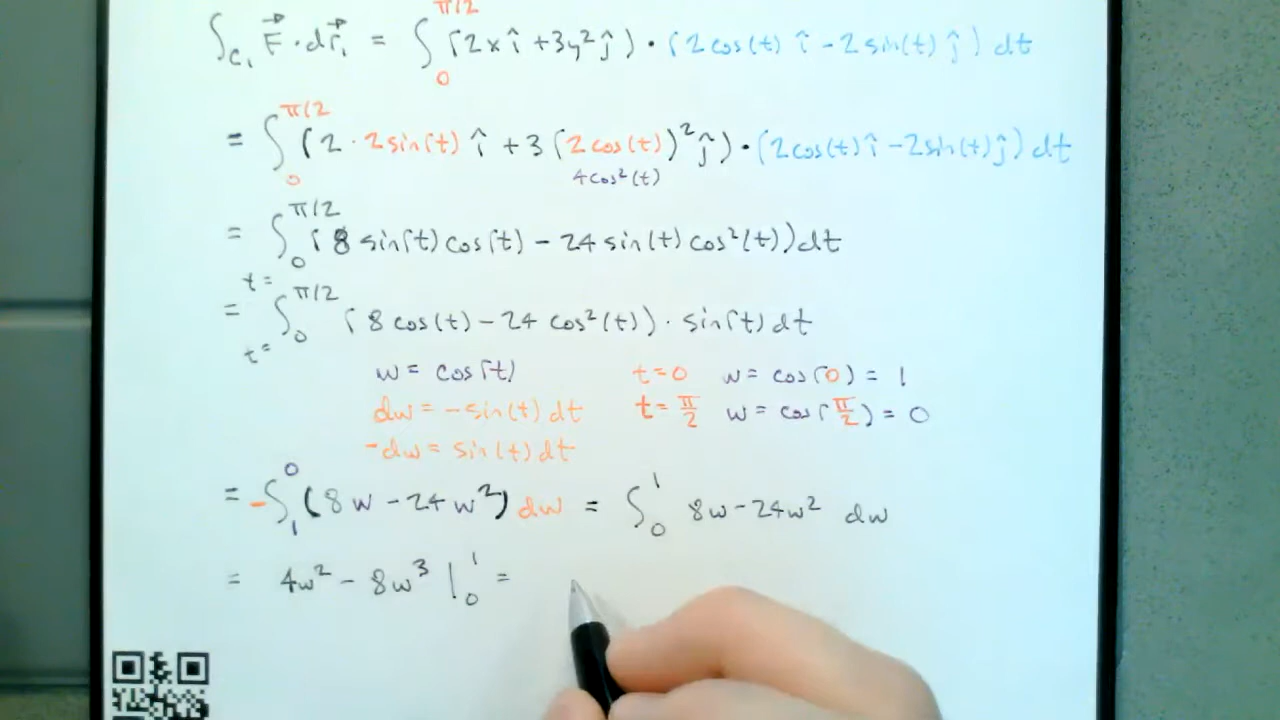 ∫_{C₁} F⃗ · dr⃗₁ = ∫₀^{π/2} (2x î + 3y² ĵ) · (2cos(t) î - 2sin(t) ĵ) dt
= ∫₀^{π/2} (2 · 2sin(t) î + 3 (2cos(t))² ĵ) · (2cos(t) î - 2sin(t) ĵ) dt
4cos²(t)
= ∫₀^{π/2} (8 sin(t) cos(t) - 24 sin(t) cos²(t)) dt
= ∫_{t=0}^{t=π/2} (8 cos(t) - 24 cos²(t)) · sin(t) dt
w = cos(t) t=0 w = cos(0) = 1
dw = -sin(t) dt t = π/2 w = cos(π/2) = 0
-dw = sin(t) dt
= -∫₁⁰ (8w - 24w²) dw = ∫₀¹ 8w - 24w² dw
= 4w² - 8w³ |₀¹ =